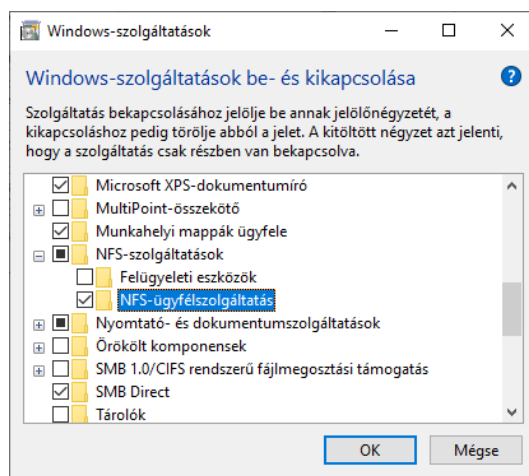 Windows-szolgáltatások
Windows-szolgáltatások be- és kikapcsolása
Szolgáltatás bekapcsolásához jelölje be annak jelölőnégyzetét, a
kikapcsoláshoz pedig törölje abból a jelet. A kitöltött négyzet azt jelenti,
hogy a szolgáltatás csak részben van bekapcsolva.
Microsoft XPS-dokumentumíró
MultiPoint-összekötő
Munkahelyi mappák ügyfele
NFS-szolgáltatások
Felügyeleti eszközök
NFS-ügyfélszolgáltatás
Nyomtató- és dokumentumszolgáltatások
Örökölt komponensek
SMB 1.0/CIFS rendszerű fájlmegosztási támogatás
SMB Direct
Tárolók
OK Mégse